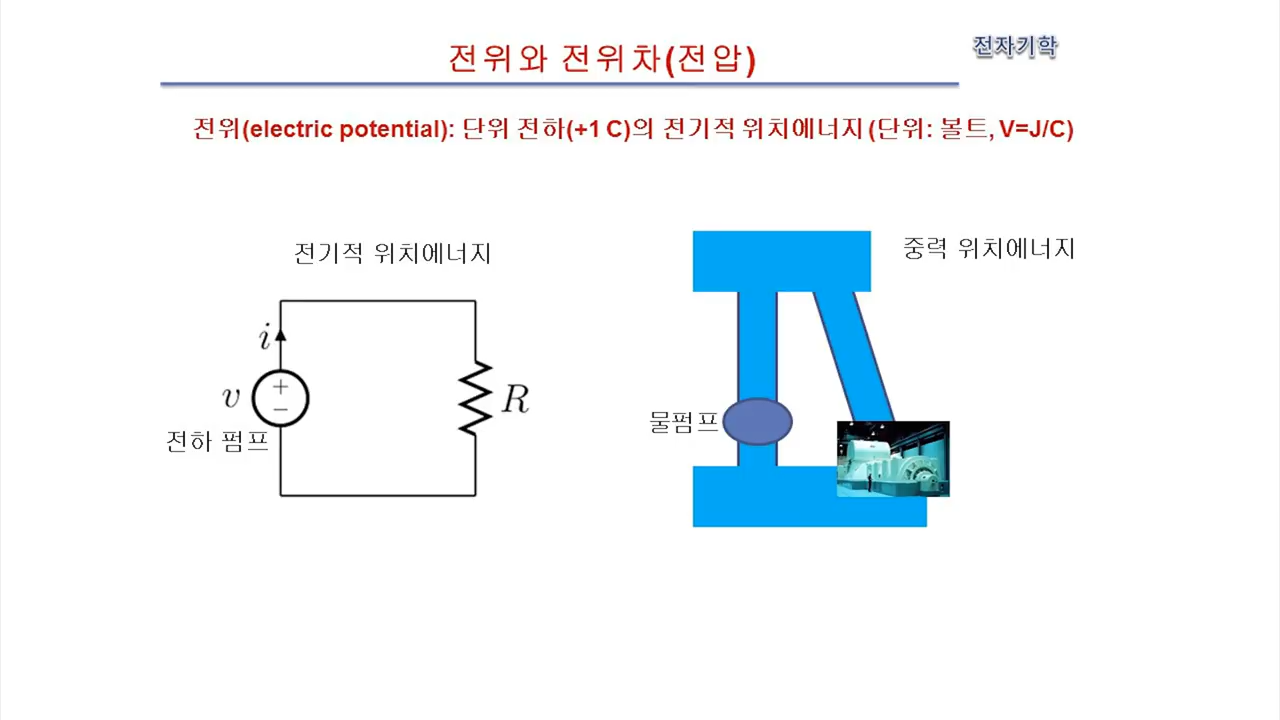 전위와 전위차(전압)
전자기학
전위(electric potential): 단위 전하(+1 C)의 전기적 위치에너지(단위: 볼트, V=J/C)
전기적 위치에너지
중력 위치에너지
i
+
v
−
R
전하 펌프
물펌프